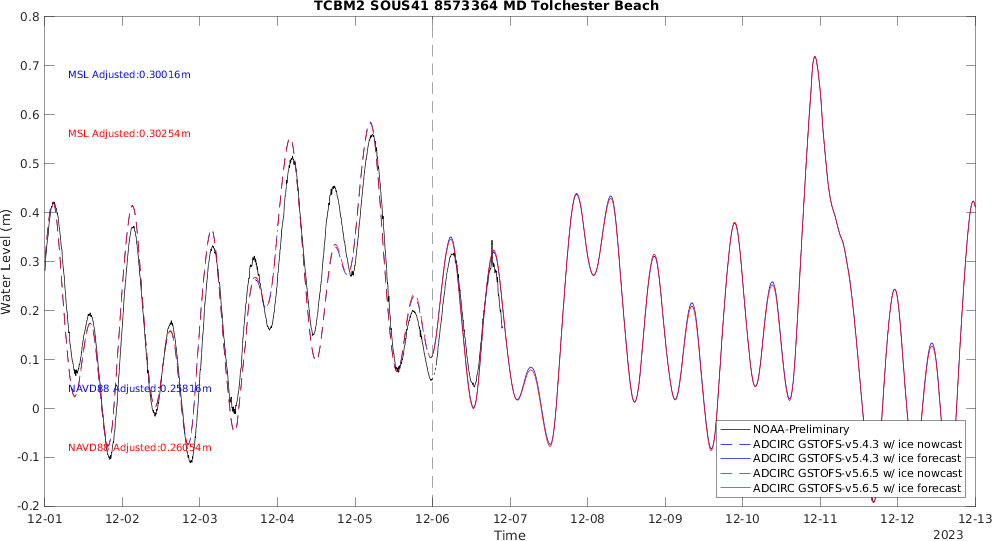 TCBM2 SOUS41 8573364 MD Tolchester Beach
0.8
0.7
0.6
0.5
0.4
0.3
0.2
0.1
0
-0.1
-0.2
Water Level (m)
MSL Adjusted:0.30016m
MSL Adjusted:0.30254m
NAVD88 Adjusted:0.25816m
NAVD88 Adjusted:0.26054m
NOAA-Preliminary
ADCIRC GSTOFS-v5.4.3 w/ ice nowcast
ADCIRC GSTOFS-v5.4.3 w/ ice forecast
ADCIRC GSTOFS-v5.6.5 w/ ice nowcast
ADCIRC GSTOFS-v5.6.5 w/ ice forecast
12-01 12-02 12-03 12-04 12-05 12-06 12-07 12-08 12-09 12-10 12-11 12-12 12-13
Time
2023